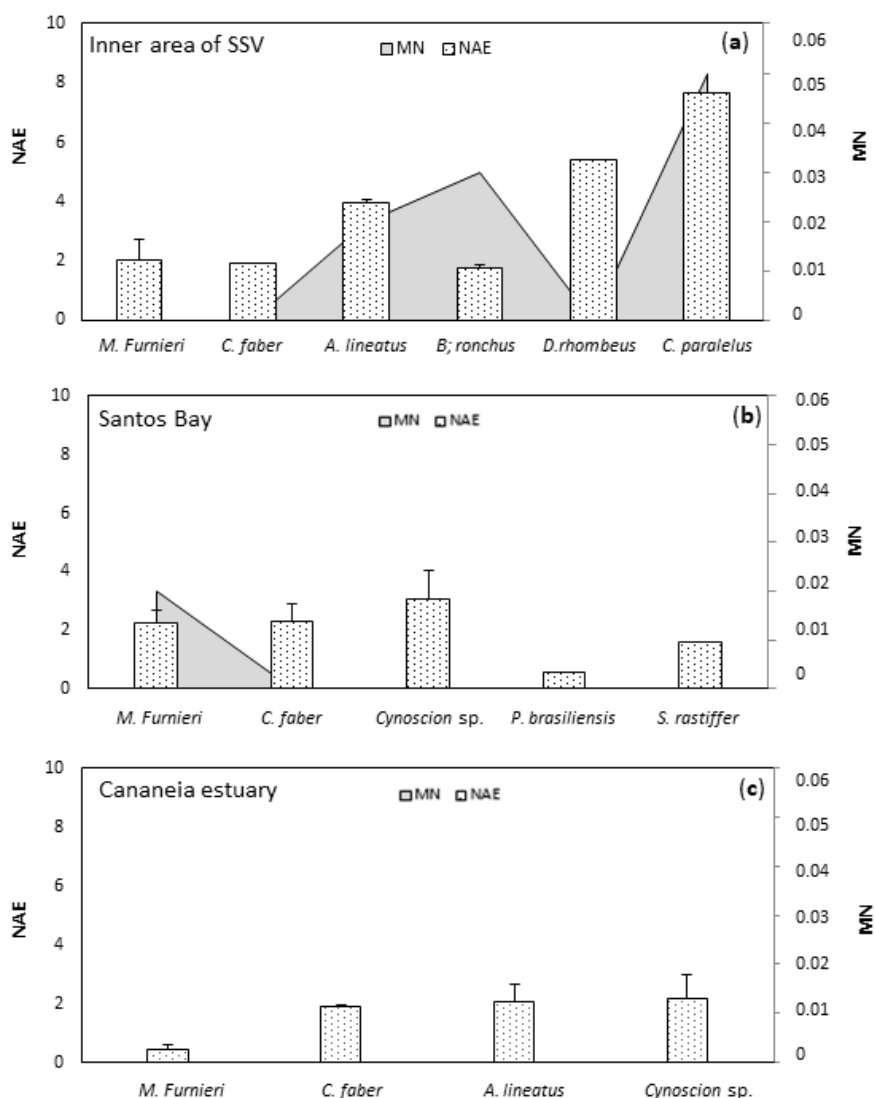 Inner area of SSV
(a)
MN NAE
10
8
6
4
2
0
NAE
0.06
0.05
0.04
0.03
0.02
0.01
0
MN
M. Furnieri C. faber A. lineatus B; ronchus D.rhombeus C. paralelus
Santos Bay
(b)
MN NAE
10
8
6
4
2
0
NAE
0.06
0.05
0.04
0.03
0.02
0.01
0
MN
M. Furnieri C. faber Cynoscion sp. P. brasiliensis S. rastiffer
Cananeia estuary
(c)
MN NAE
10
8
6
4
2
0
NAE
0.06
0.05
0.04
0.03
0.02
0.01
0
MN
M. Furnieri C. faber A. lineatus Cynoscion sp.